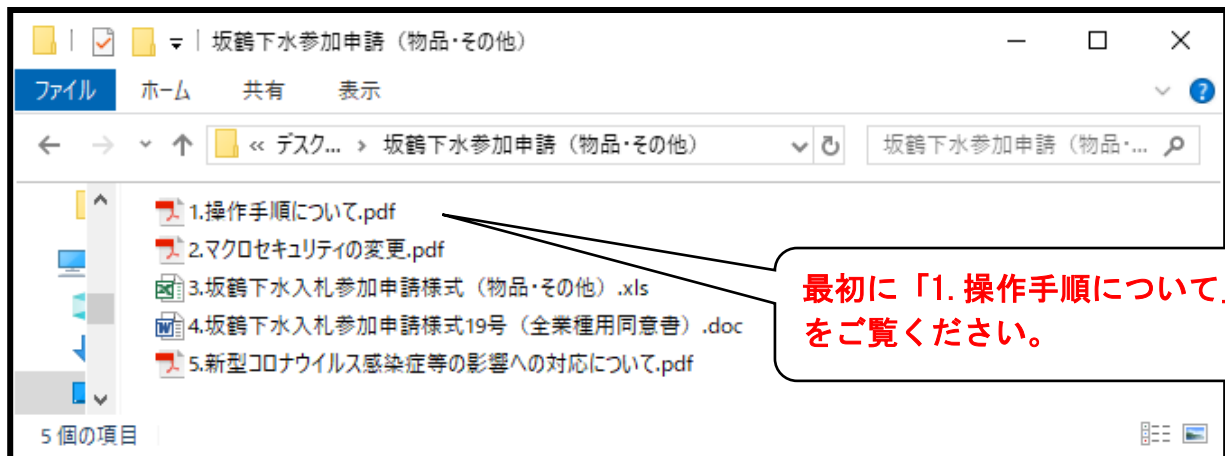 坂鶴下水参加申請（物品・その他）
ファイル ホーム 共有 表示
« デスク... › 坂鶴下水参加申請（物品・その他） 坂鶴下水参加申請（物品・...
1.操作手順について.pdf
2.マクロセキュリティの変更.pdf
3.坂鶴下水入札参加申請様式（物品・その他）.xls
4.坂鶴下水入札参加申請様式19号（全業種用同意書）.doc
5.新型コロナウイルス感染症等の影響への対応について.pdf
最初に「1.操作手順について」
をご覧ください。
5 個の項目